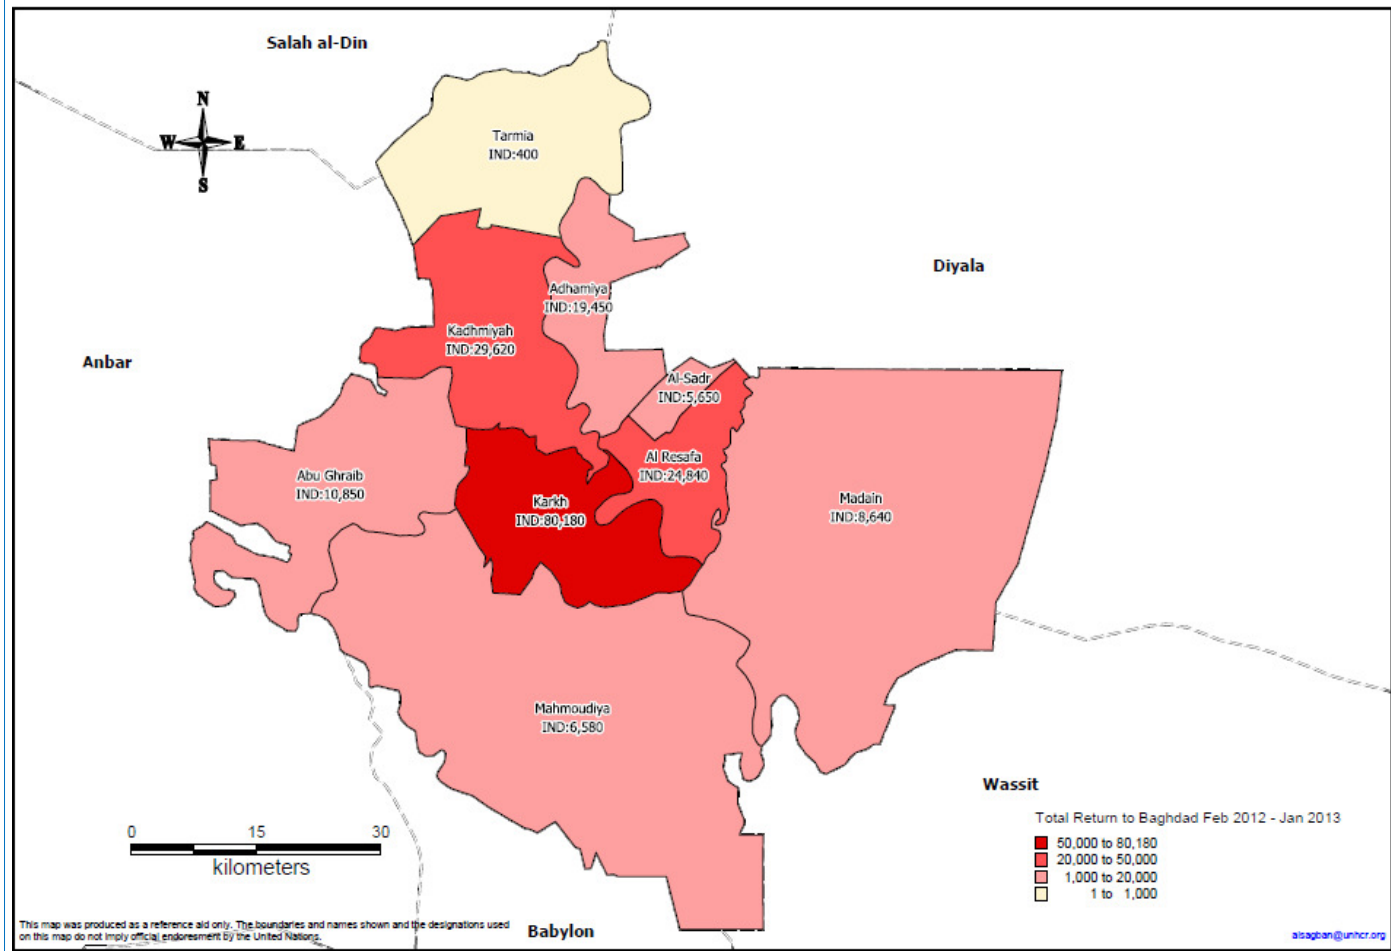 Salah al-Din
N
W E
S
Tarmia
IND:400
Diyala
Adhamiya
IND:19,450
Kadhmiyah
IND:29,620
Anbar
Al-Sadr
IND:5,650
Al Resafa
IND:24,840
Abu Ghraib
IND:10,850
Karkh
IND:80,180
Madain
IND:8,640
Mahmoudiya
IND:6,580
Wassit
Total Return to Baghdad Feb 2012 - Jan 2013
50,000 to 80,180
20,000 to 50,000
1,000 to 20,000
1 to 1,000
0 15 30
kilometers
This map was produced as a reference aid only. The boundaries and names shown and the designations used
on this map do not imply official endoresment by the United Nations.
Babylon
alsagban@unhcr.org